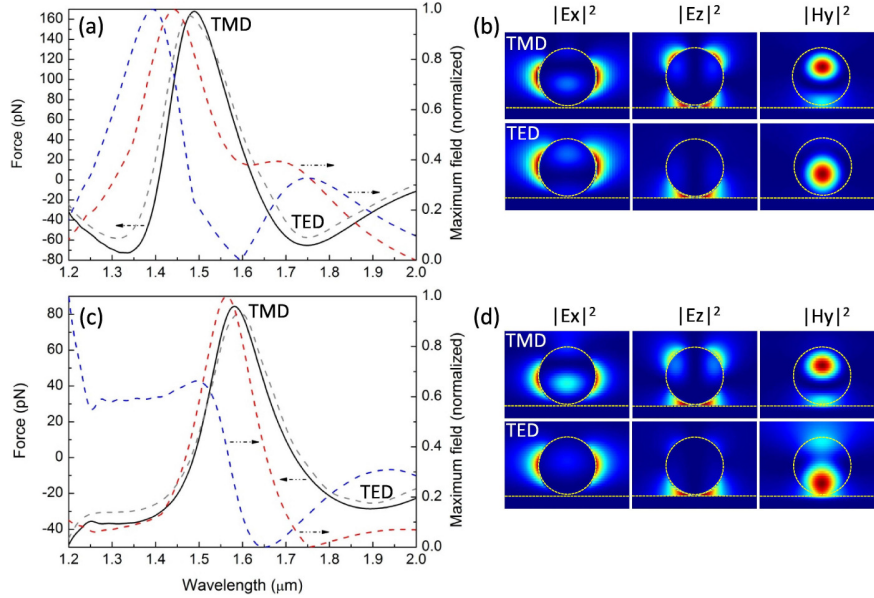 (a)
Force (pN)
160
140
120
100
80
60
40
20
0
-20
-40
-60
-80
TMD
TED
1.0
0.8
0.6
0.4
0.2
0.0
Maximum field (normalized)
1.2 1.3 1.4 1.5 1.6 1.7 1.8 1.9 2.0
(b)
|Ex|² |Ez|² |Hy|²
TMD
TED
(c)
Force (pN)
80
60
40
20
0
-20
-40
TMD
TED
1.0
0.8
0.6
0.4
0.2
0.0
Maximum field (normalized)
1.2 1.3 1.4 1.5 1.6 1.7 1.8 1.9 2.0
Wavelength (μm)
(d)
|Ex|² |Ez|² |Hy|²
TMD
TED